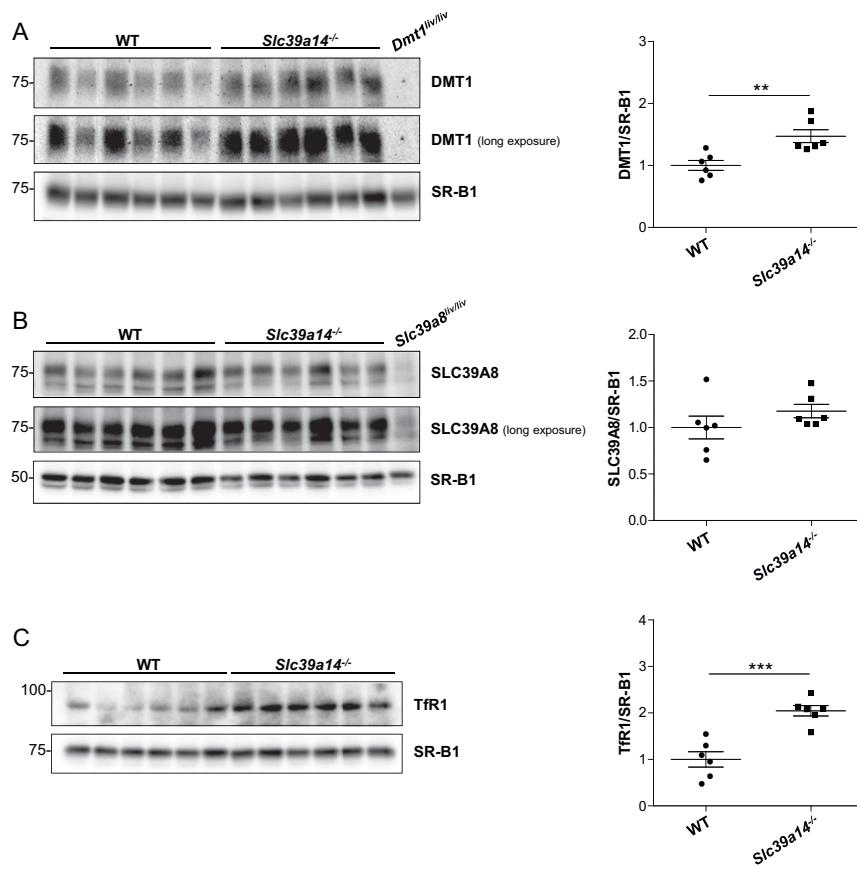 A
WT Slc39a14-/- Dmt1liv/liv
75- DMT1
75- DMT1 (long exposure)
75- SR-B1
DMT1/SR-B1
3
2
1
0
**
WT Slc39a14-/-
B
WT Slc39a14-/- Slc39a8liv/liv
75- SLC39A8
75- SLC39A8 (long exposure)
50- SR-B1
SLC39A8/SR-B1
2.0
1.5
1.0
0.5
0.0
WT Slc39a14-/-
C
WT Slc39a14-/-
100- TfR1
75- SR-B1
TfR1/SR-B1
4
3
2
1
0
***
WT Slc39a14-/-